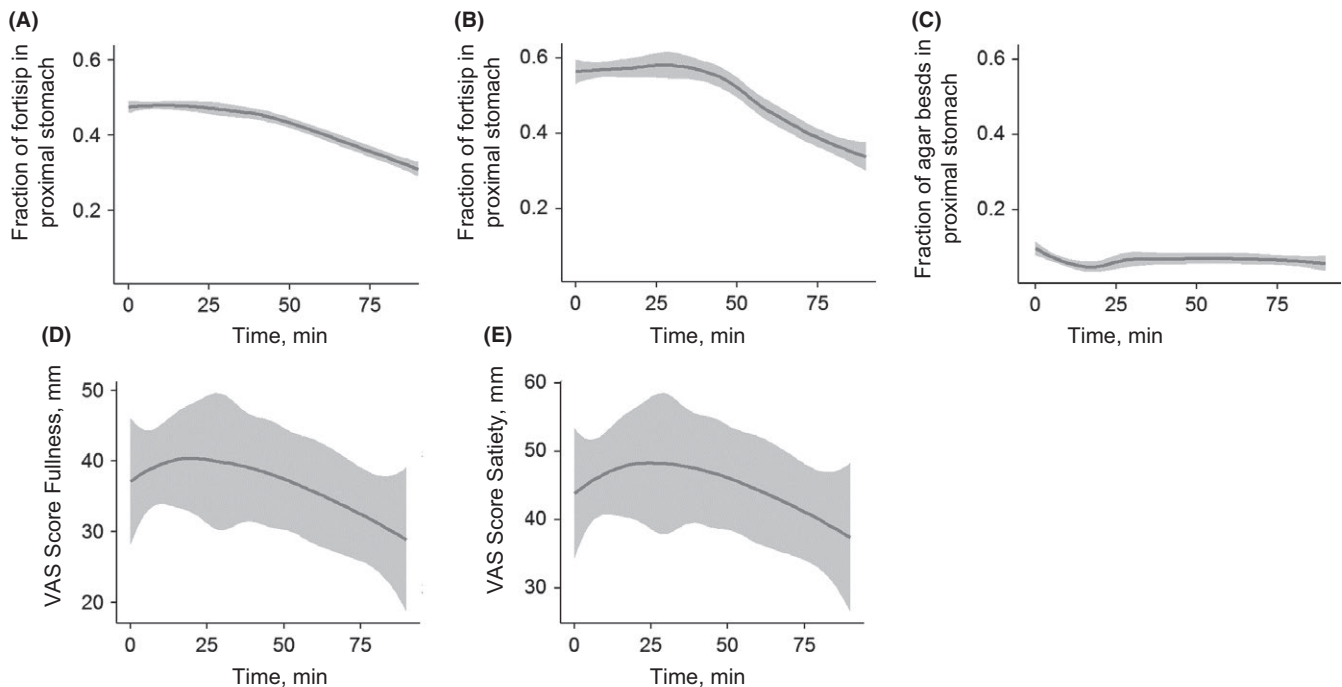 (A)
Fraction of fortisip in
proximal stomach
0.6
0.4
0.2
0
25
50
75
Time, min
(B)
Fraction of fortisip in
proximal stomach
0.6
0.4
0.2
0
25
50
75
Time, min
(C)
Fraction of agar besds in
proximal stomach
0.6
0.4
0.2
0
25
50
75
Time, min
(D)
VAS Score Fullness, mm
50
40
30
20
0
25
50
75
Time, min
(E)
VAS Score Satiety, mm
60
50
40
30
0
25
50
75
Time, min